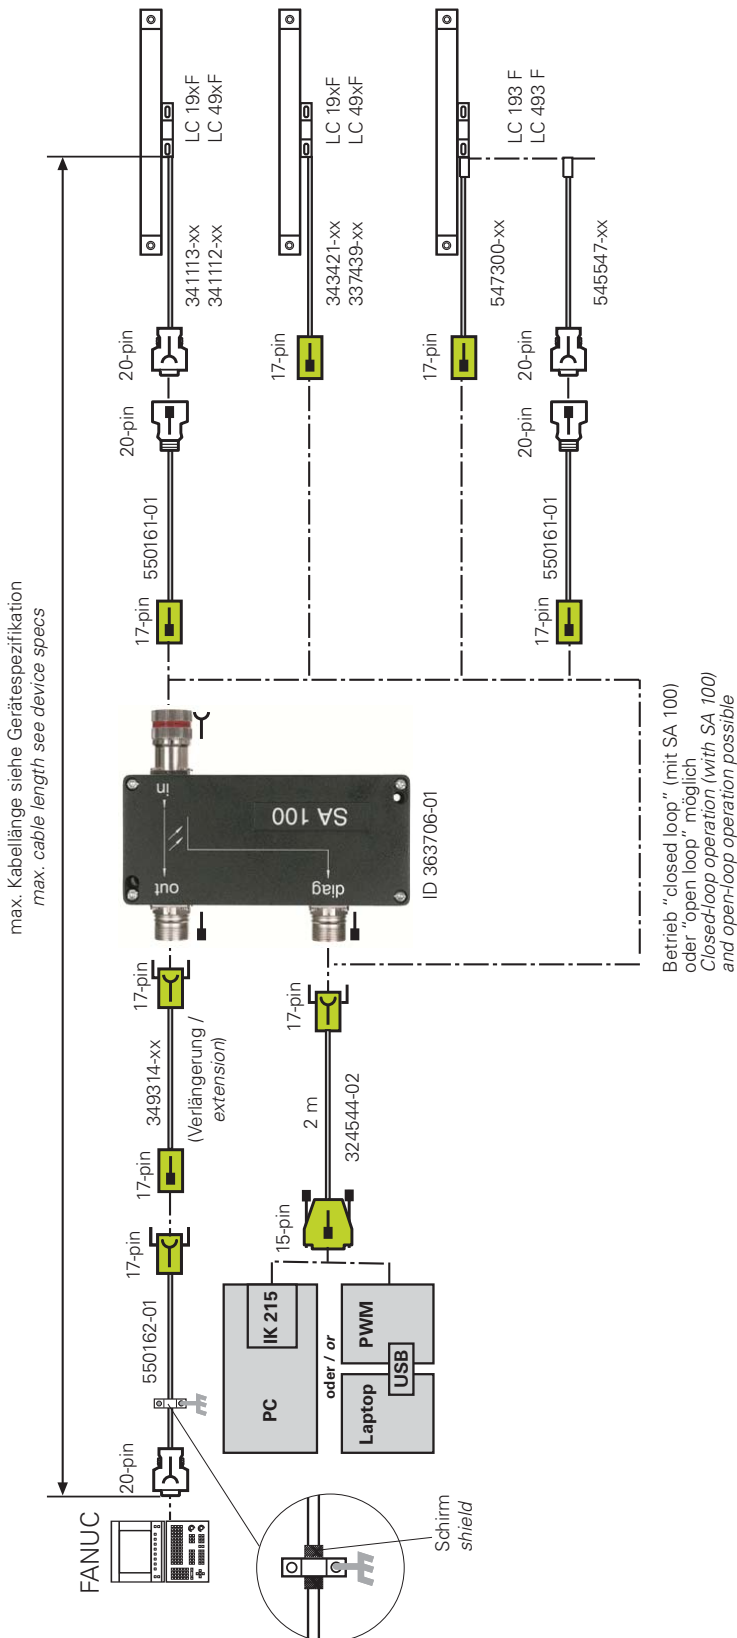 max. Kabellänge siehe Gerätespezifikation
max. cable length see device specs
FANUC
20-pin
550162-01
17-pin
17-pin
349314-xx
(Verlängerung /
extension)
17-pin
out
in
diag
SA 100
ID 363706-01
17-pin
550161-01
20-pin
20-pin
341113-xx
341112-xx
LC 19xF
LC 49xF
17-pin
343421-xx
337439-xx
LC 19xF
LC 49xF
17-pin
547300-xx
LC 193 F
LC 493 F
17-pin
550161-01
20-pin
20-pin
545547-xx
Schirm
shield
PC
IK 215
oder / or
Laptop
USB
PWM
15-pin
2 m
324544-02
17-pin
Betrieb “closed loop” (mit SA 100)
oder “open loop” möglich
Closed-loop operation (with SA 100)
and open-loop operation possible